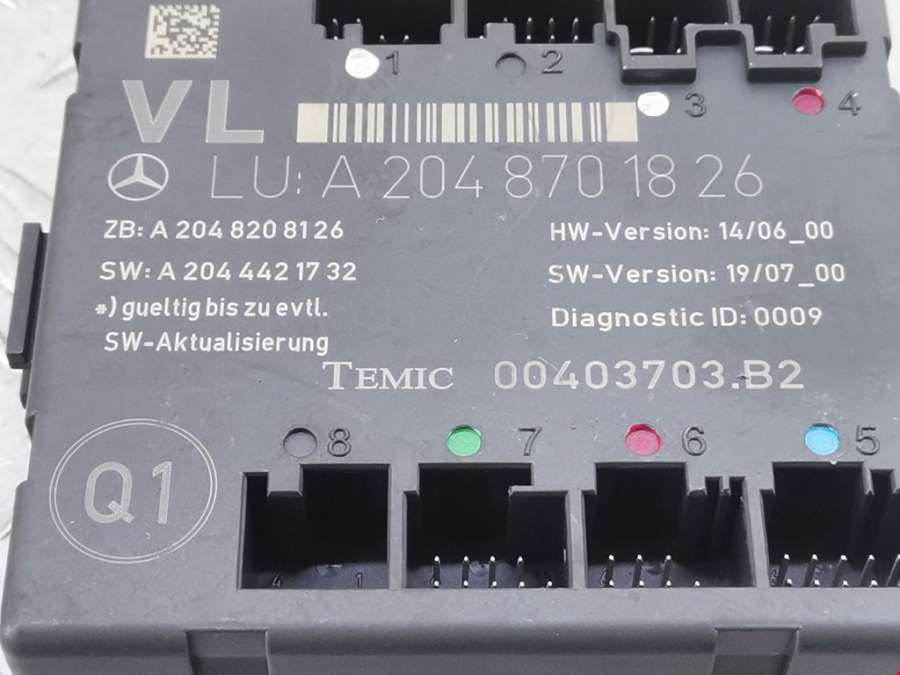 1 2
VL
3 4
LU: A 204 870 18 26
ZB: A 204 820 81 26
HW-Version: 14/06_00
SW: A 204 442 17 32
SW-Version: 19/07_00
*) gueltig bis zu evtl.
SW-Aktualisierung
Diagnostic ID: 0009
TEMIC 00403703.B2
8 7 6 5
Q1
4 1